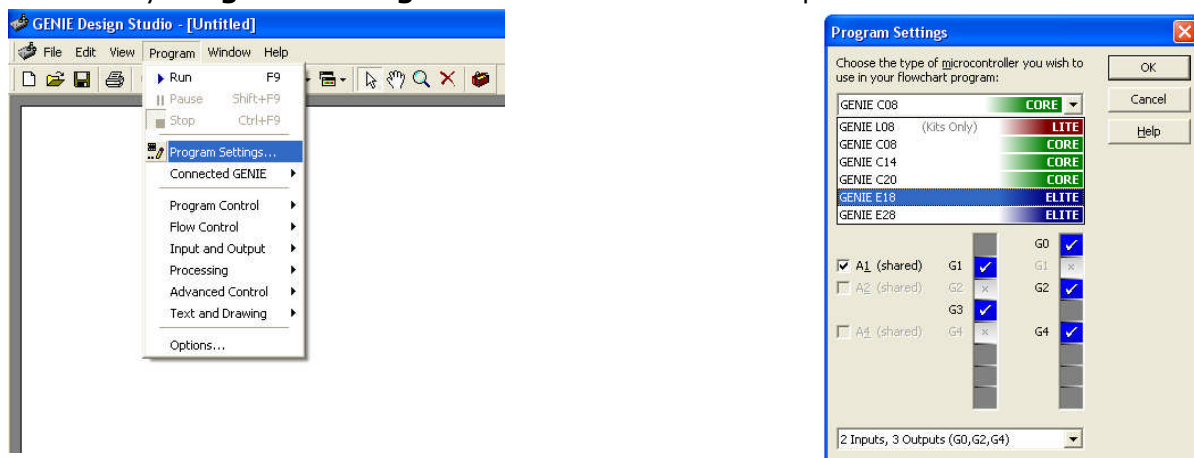 GENIE Design Studio - [Untitled]
File Edit View Program Window Help
Run F9
Pause Shift+F9
Stop Ctrl+F9
Program Settings...
Connected GENIE
Program Control
Flow Control
Input and Output
Processing
Advanced Control
Text and Drawing
Options...
Program Settings
Choose the type of microcontroller you wish to
use in your flowchart program:
OK
Cancel
Help
GENIE C08 CORE
GENIE L08 (Kits Only) LITE
GENIE C08 CORE
GENIE C14 CORE
GENIE C20 CORE
GENIE E18 ELITE
GENIE E28 ELITE
G0
A1 (shared) G1 G1
A2 (shared) G2 G2
G3
A4 (shared) G4 G4
2 Inputs, 3 Outputs (G0,G2,G4)